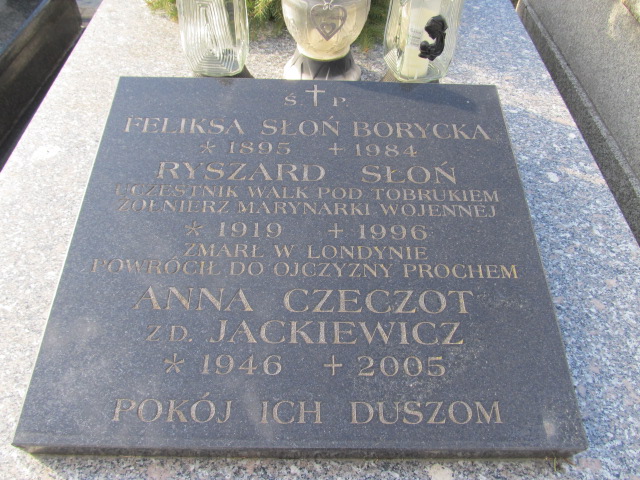 Ś † P.
FELIKSA SŁOŃ BORYCKA
* 1895 + 1984
RYSZARD SŁOŃ
UCZESTNIK WALK POD TOBRUKIEM
ŻOŁNIERZ MARYNARKI WOJENNEJ
* 1919 + 1996
ZMARŁ W LONDYNIE
POWRÓCIŁ DO OJCZYZNY PROCHEM
ANNA CZECZOT
Z D. JACKIEWICZ
* 1946 + 2005
POKÓJ ICH DUSZOM